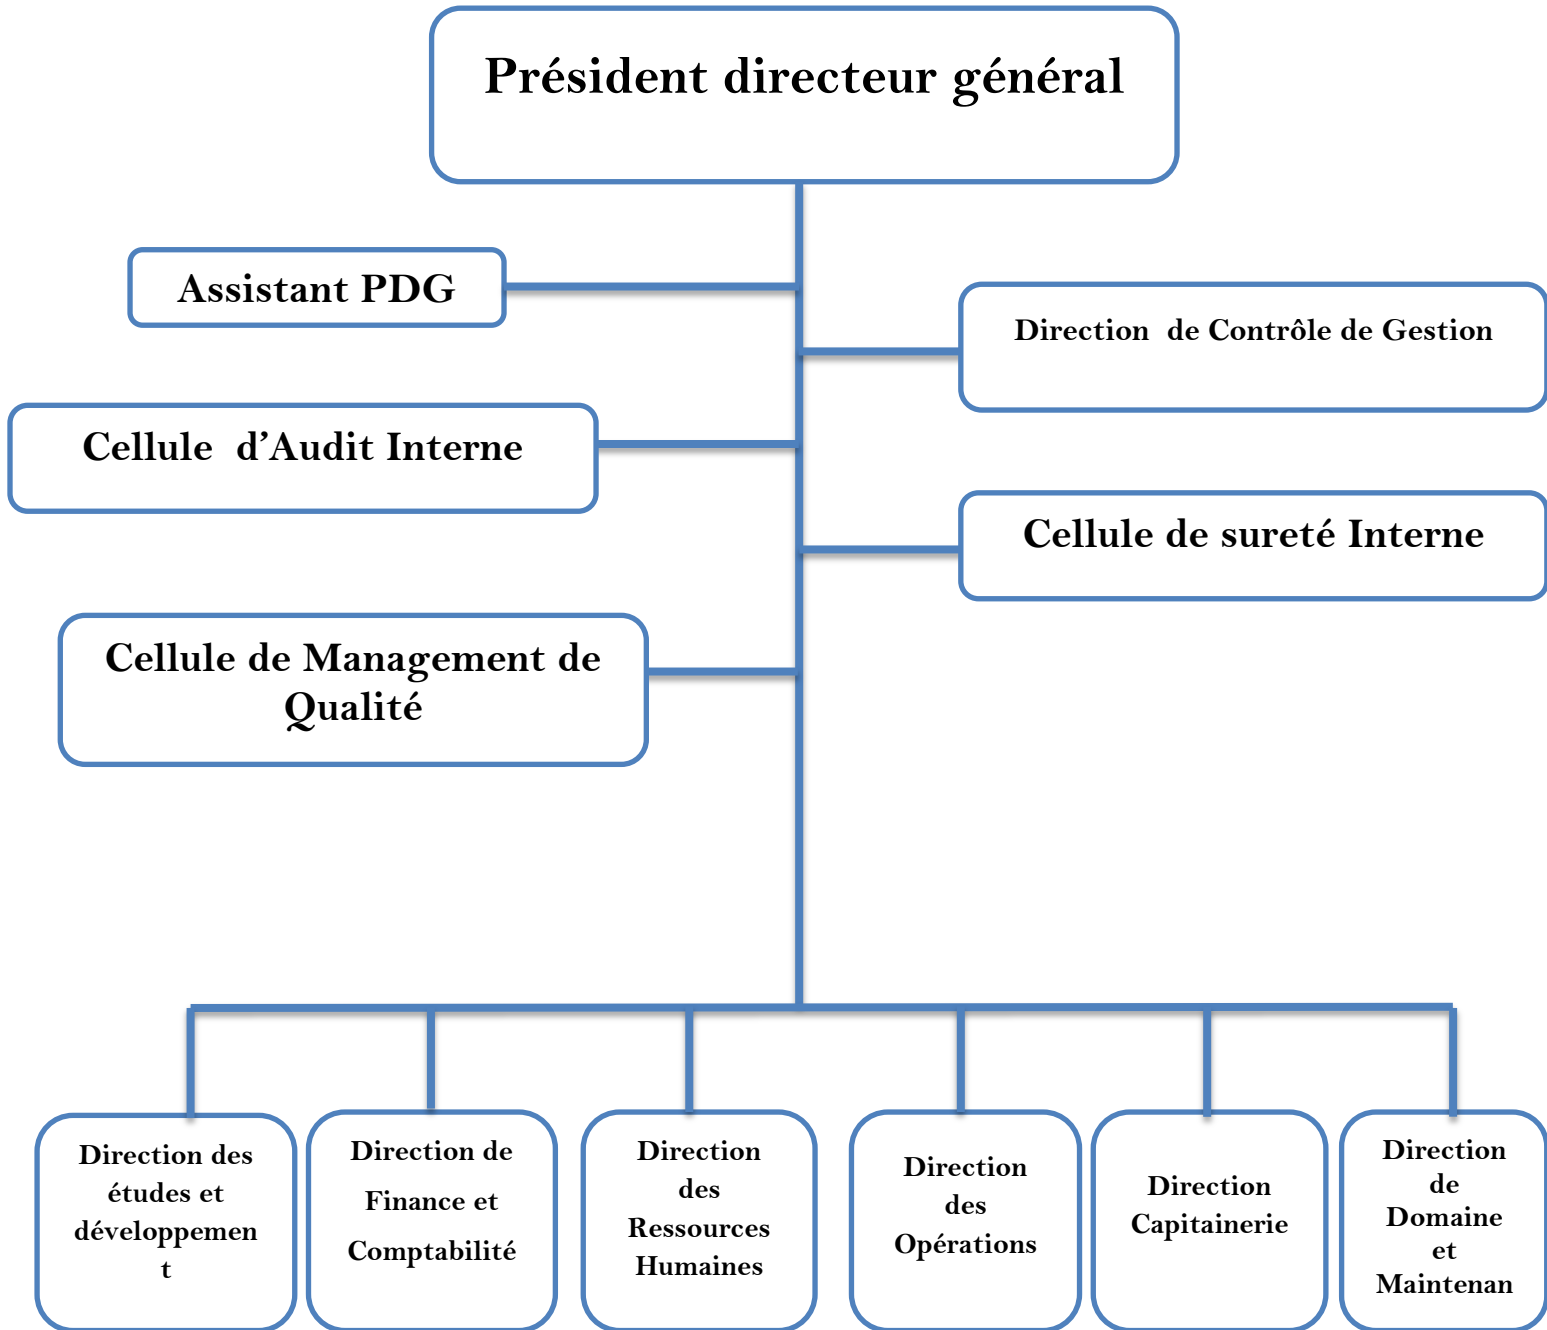 Président directeur général
Assistant PDG
Direction  de Contrôle de Gestion
Cellule  d’Audit Interne
Cellule de sureté Interne
Cellule de Management de
Qualité
Direction des
études et
développemen
t
Direction de
Finance et
Comptabilité
Direction
des
Ressources
Humaines
Direction
des
Opérations
Direction
Capitainerie
Direction
de
Domaine
et
Maintenan